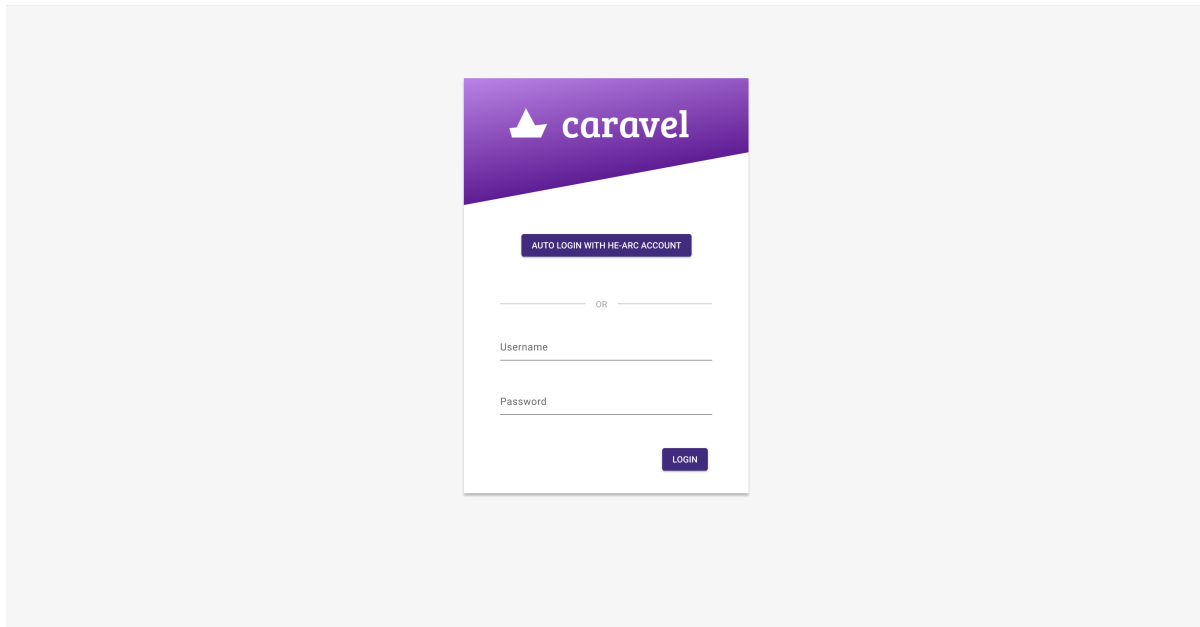 caravel
AUTO LOGIN WITH HE-ARC ACCOUNT
OR
Username
Password
LOGIN